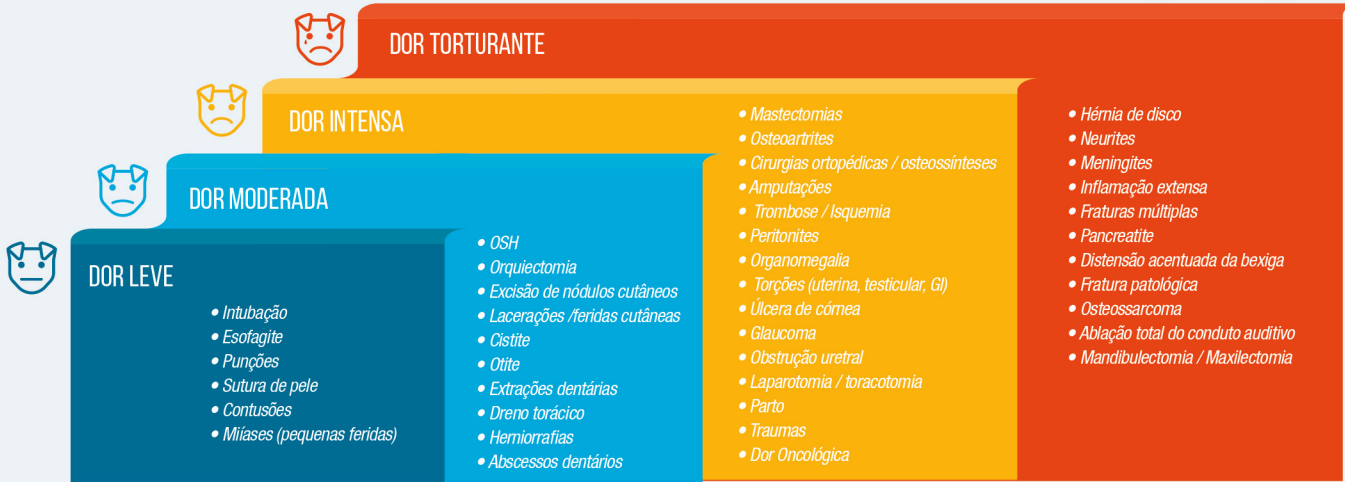 DOR TORTURANTE
• Hérnia de disco
• Neurites
• Meningites
• Inflamação extensa
• Fraturas múltiplas
• Pancreatite
• Distensão acentuada da bexiga
• Fratura patológica
• Osteossarcoma
• Ablação total do conduto auditivo
• Mandibulectomia / Maxilectomia
DOR INTENSA
• Mastectomias
• Osteoartrites
• Cirurgias ortopédicas / osteossínteses
• Amputações
• Trombose / Isquemia
• Peritonites
• Organomegalia
• Torções (uterina, testicular, GI)
• Úlcera de córnea
• Glaucoma
• Obstrução uretral
• Laparotomia / toracotomia
• Parto
• Traumas
• Dor Oncológica
DOR MODERADA
• OSH
• Orquiectomia
• Excisão de nódulos cutâneos
• Lacerações /feridas cutâneas
• Cistite
• Otite
• Extrações dentárias
• Dreno torácico
• Herniorrafias
• Abscessos dentários
DOR LEVE
• Intubação
• Esofagite
• Punções
• Sutura de pele
• Contusões
• Miíases (pequenas feridas)